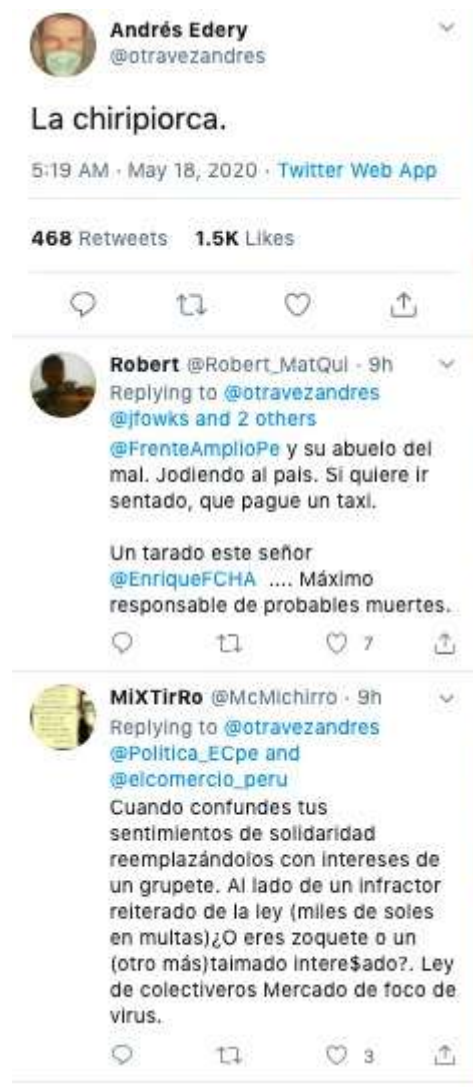 Andrés Edery
@otravezandres
La chiripiorca.
5:19 AM · May 18, 2020 · Twitter Web App
468 Retweets 1.5K Likes
Robert @Robert_MatQui · 9h
Replying to @otravezandres
@jfowks and 2 others
@FrenteAmplioPe y su abuelo del
mal. Jodiendo al pais. Si quiere ir
sentado, que pague un taxi.
Un tarado este señor
@EnriqueFCHA .... Máximo
responsable de probables muertes.
7
MiXTirRo @McMichirro · 9h
Replying to @otravezandres
@Politica_ECpe and
@elcomercio_peru
Cuando confundes tus
sentimientos de solidaridad
reemplazándolos con intereses de
un grupete. Al lado de un infractor
reiterado de la ley (miles de soles
en multas)¿O eres zoquete o un
(otro más)taimado intere$ado?. Ley
de colectiveros Mercado de foco de
virus.
3